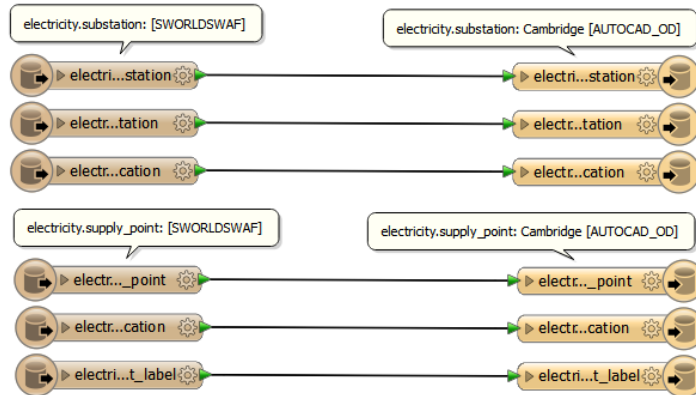 electricity.substation: [SWORLDSWAF]
electricity.substation: Cambridge [AUTOCAD_OD]
electri...station
electri...station
electr...tation
electr...tation
electr...cation
electr...cation
electricity.supply_point: [SWORLDSWAF]
electricity.supply_point: Cambridge [AUTOCAD_OD]
electr..._point
electr..._point
electr...cation
electr...cation
electri...t_label
electri...t_label